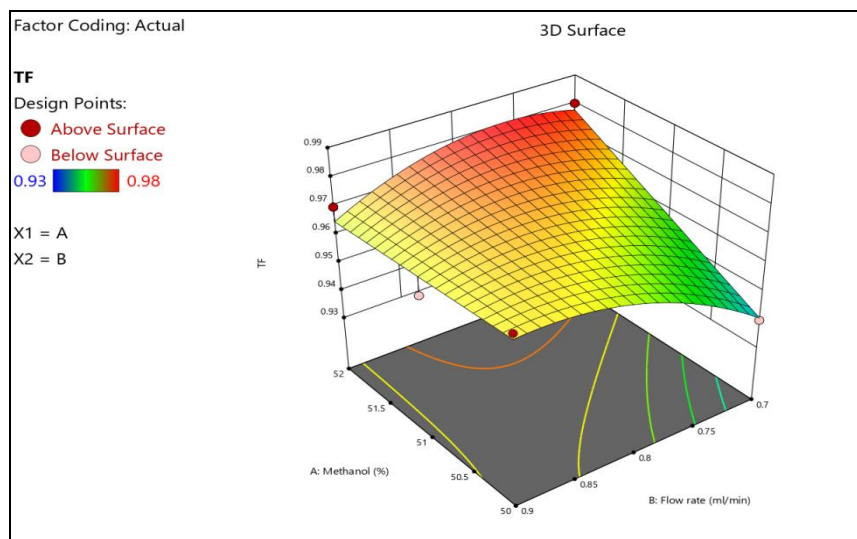 Factor Coding: Actual
3D Surface
TF
Design Points:
Above Surface
Below Surface
0.93 0.98
X1 = A
X2 = B
0.99
0.98
0.97
0.96
0.95
0.94
0.93
TF
52
51.5
51
50.5
50
A: Methanol (%)
0.9
0.85
0.8
0.75
0.7
B: Flow rate (ml/min)